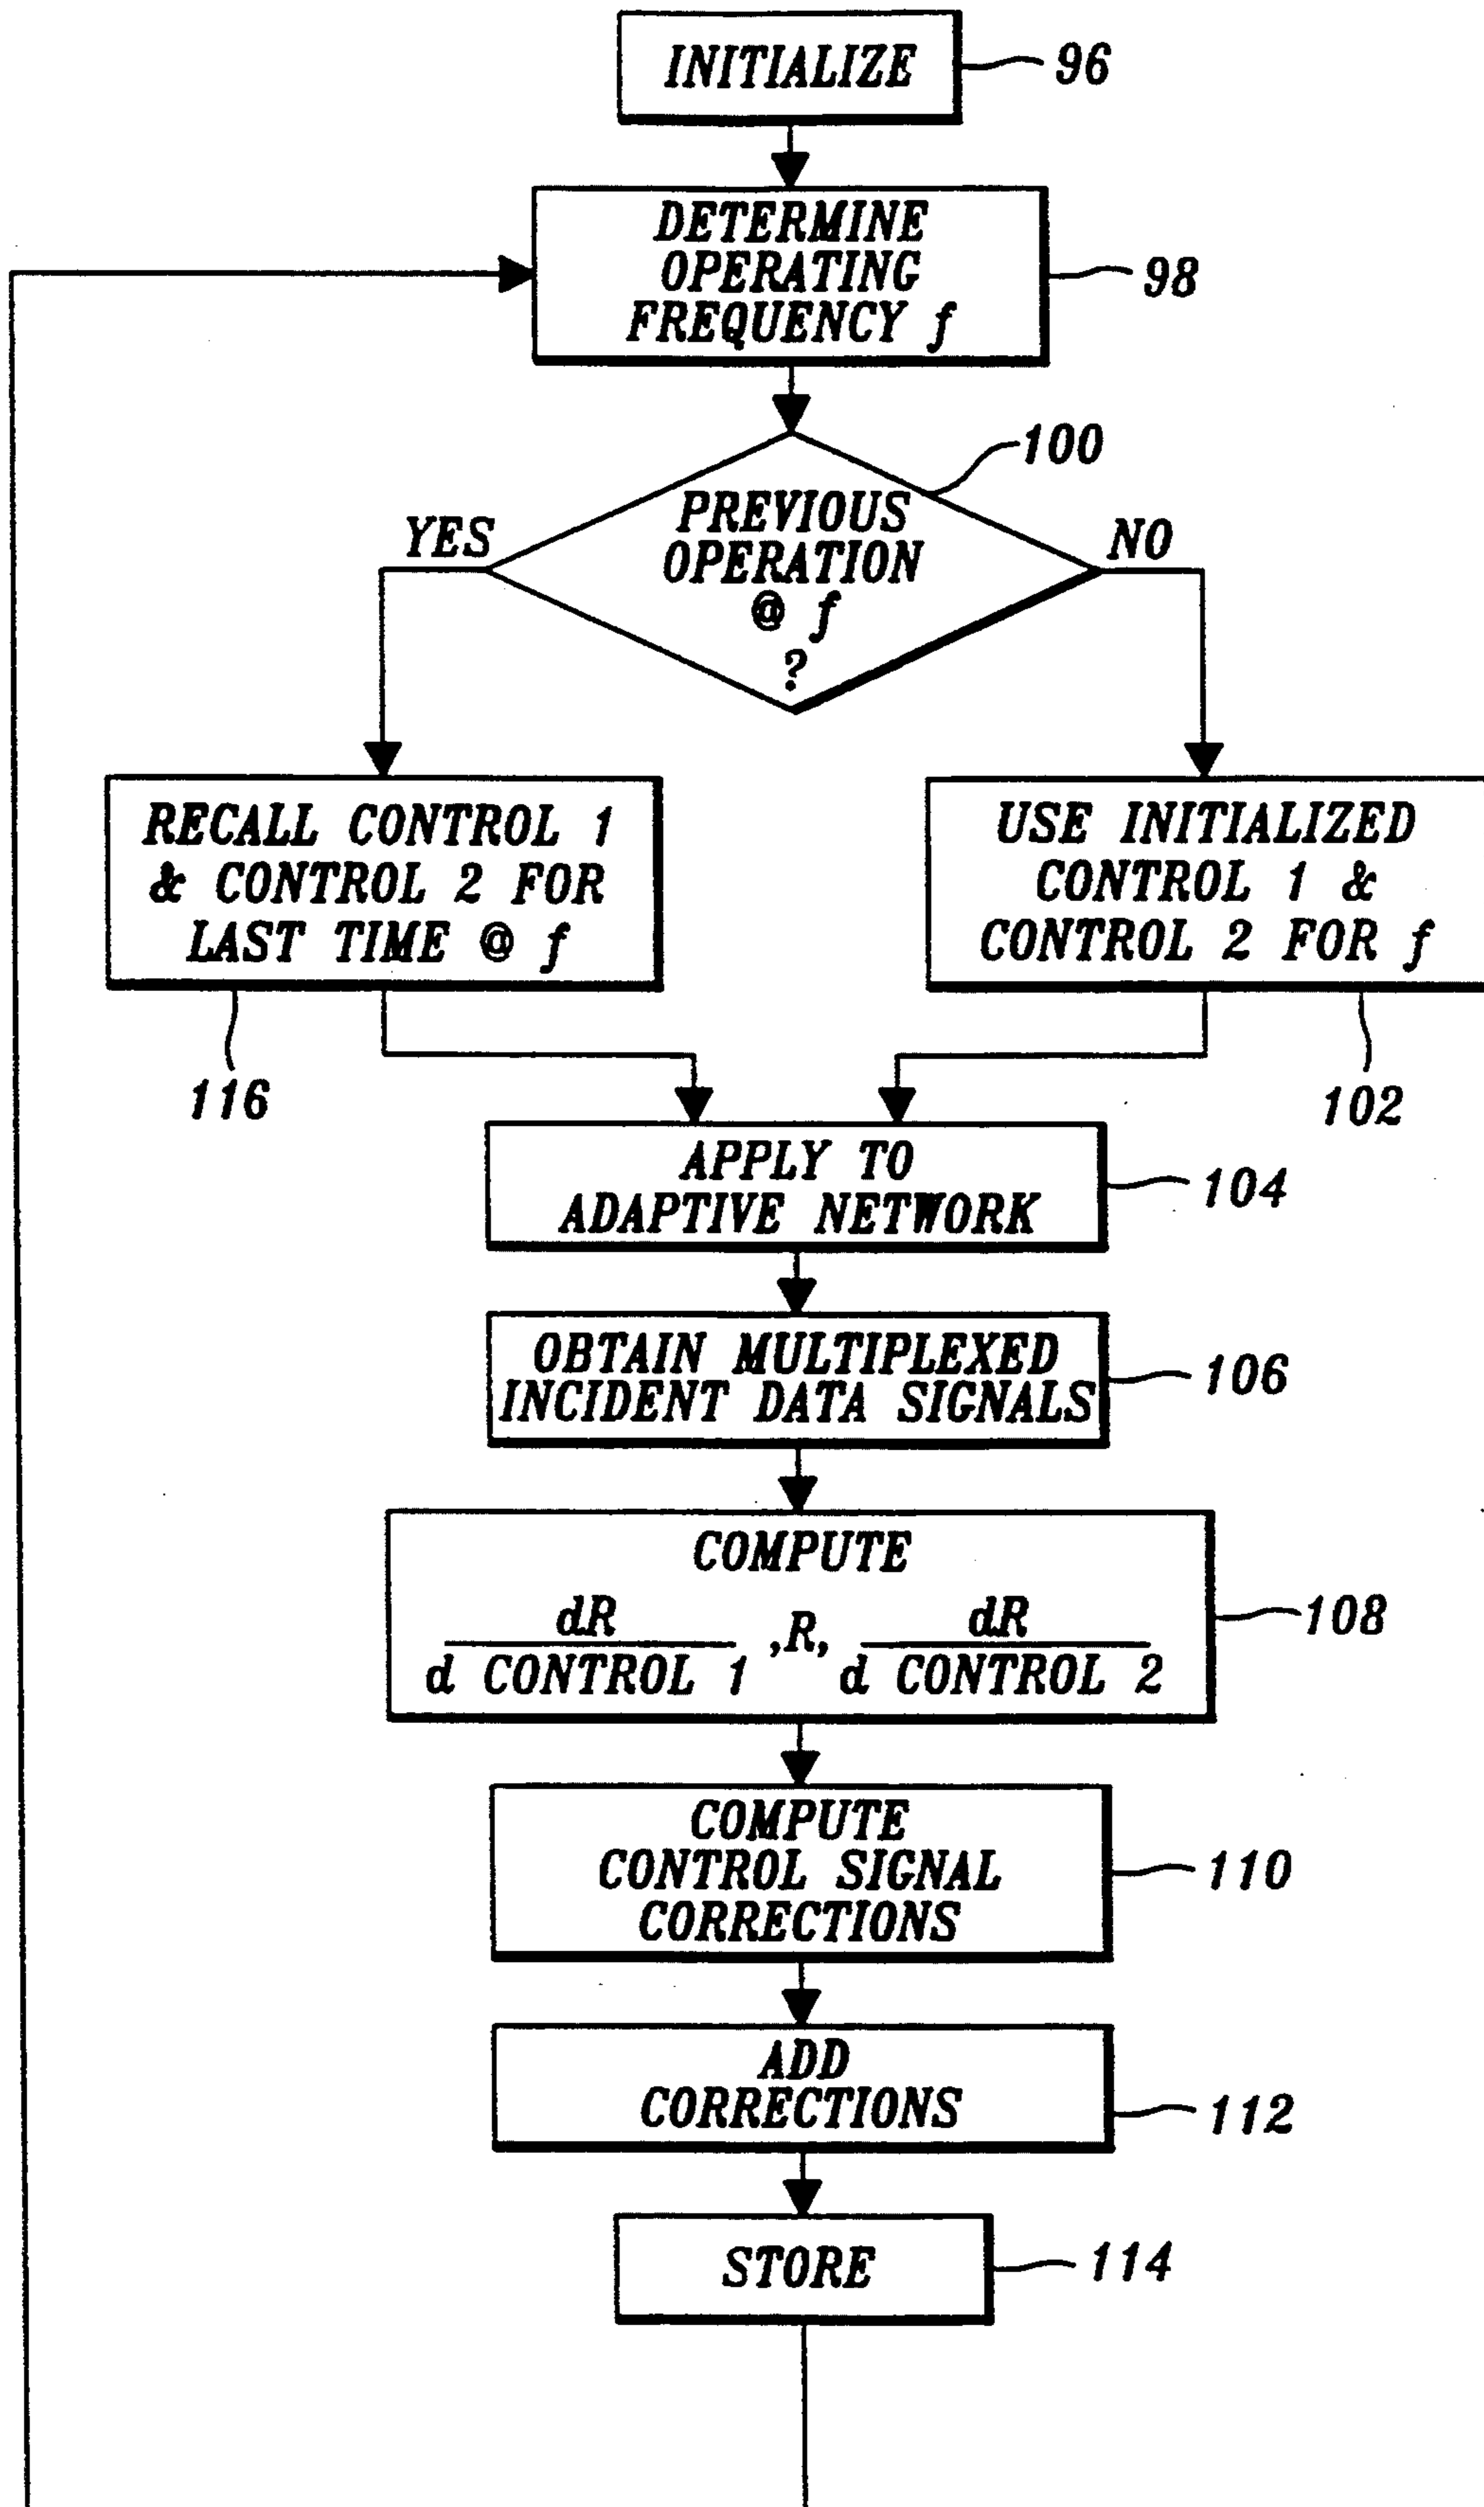 INITIALIZE
96
DETERMINE
OPERATING
FREQUENCY f
98
100
PREVIOUS
OPERATION
@ f
?
YES
NO
RECALL CONTROL 1
& CONTROL 2 FOR
LAST TIME @ f
116
USE INITIALIZED
CONTROL 1 &
CONTROL 2 FOR f
102
APPLY TO
ADAPTIVE NETWORK
104
OBTAIN MULTIPLEXED
INCIDENT DATA SIGNALS
106
COMPUTE
dR
d CONTROL 1
,R,
dR
d CONTROL 2
108
COMPUTE
CONTROL SIGNAL
CORRECTIONS
110
ADD
CORRECTIONS
112
STORE
114